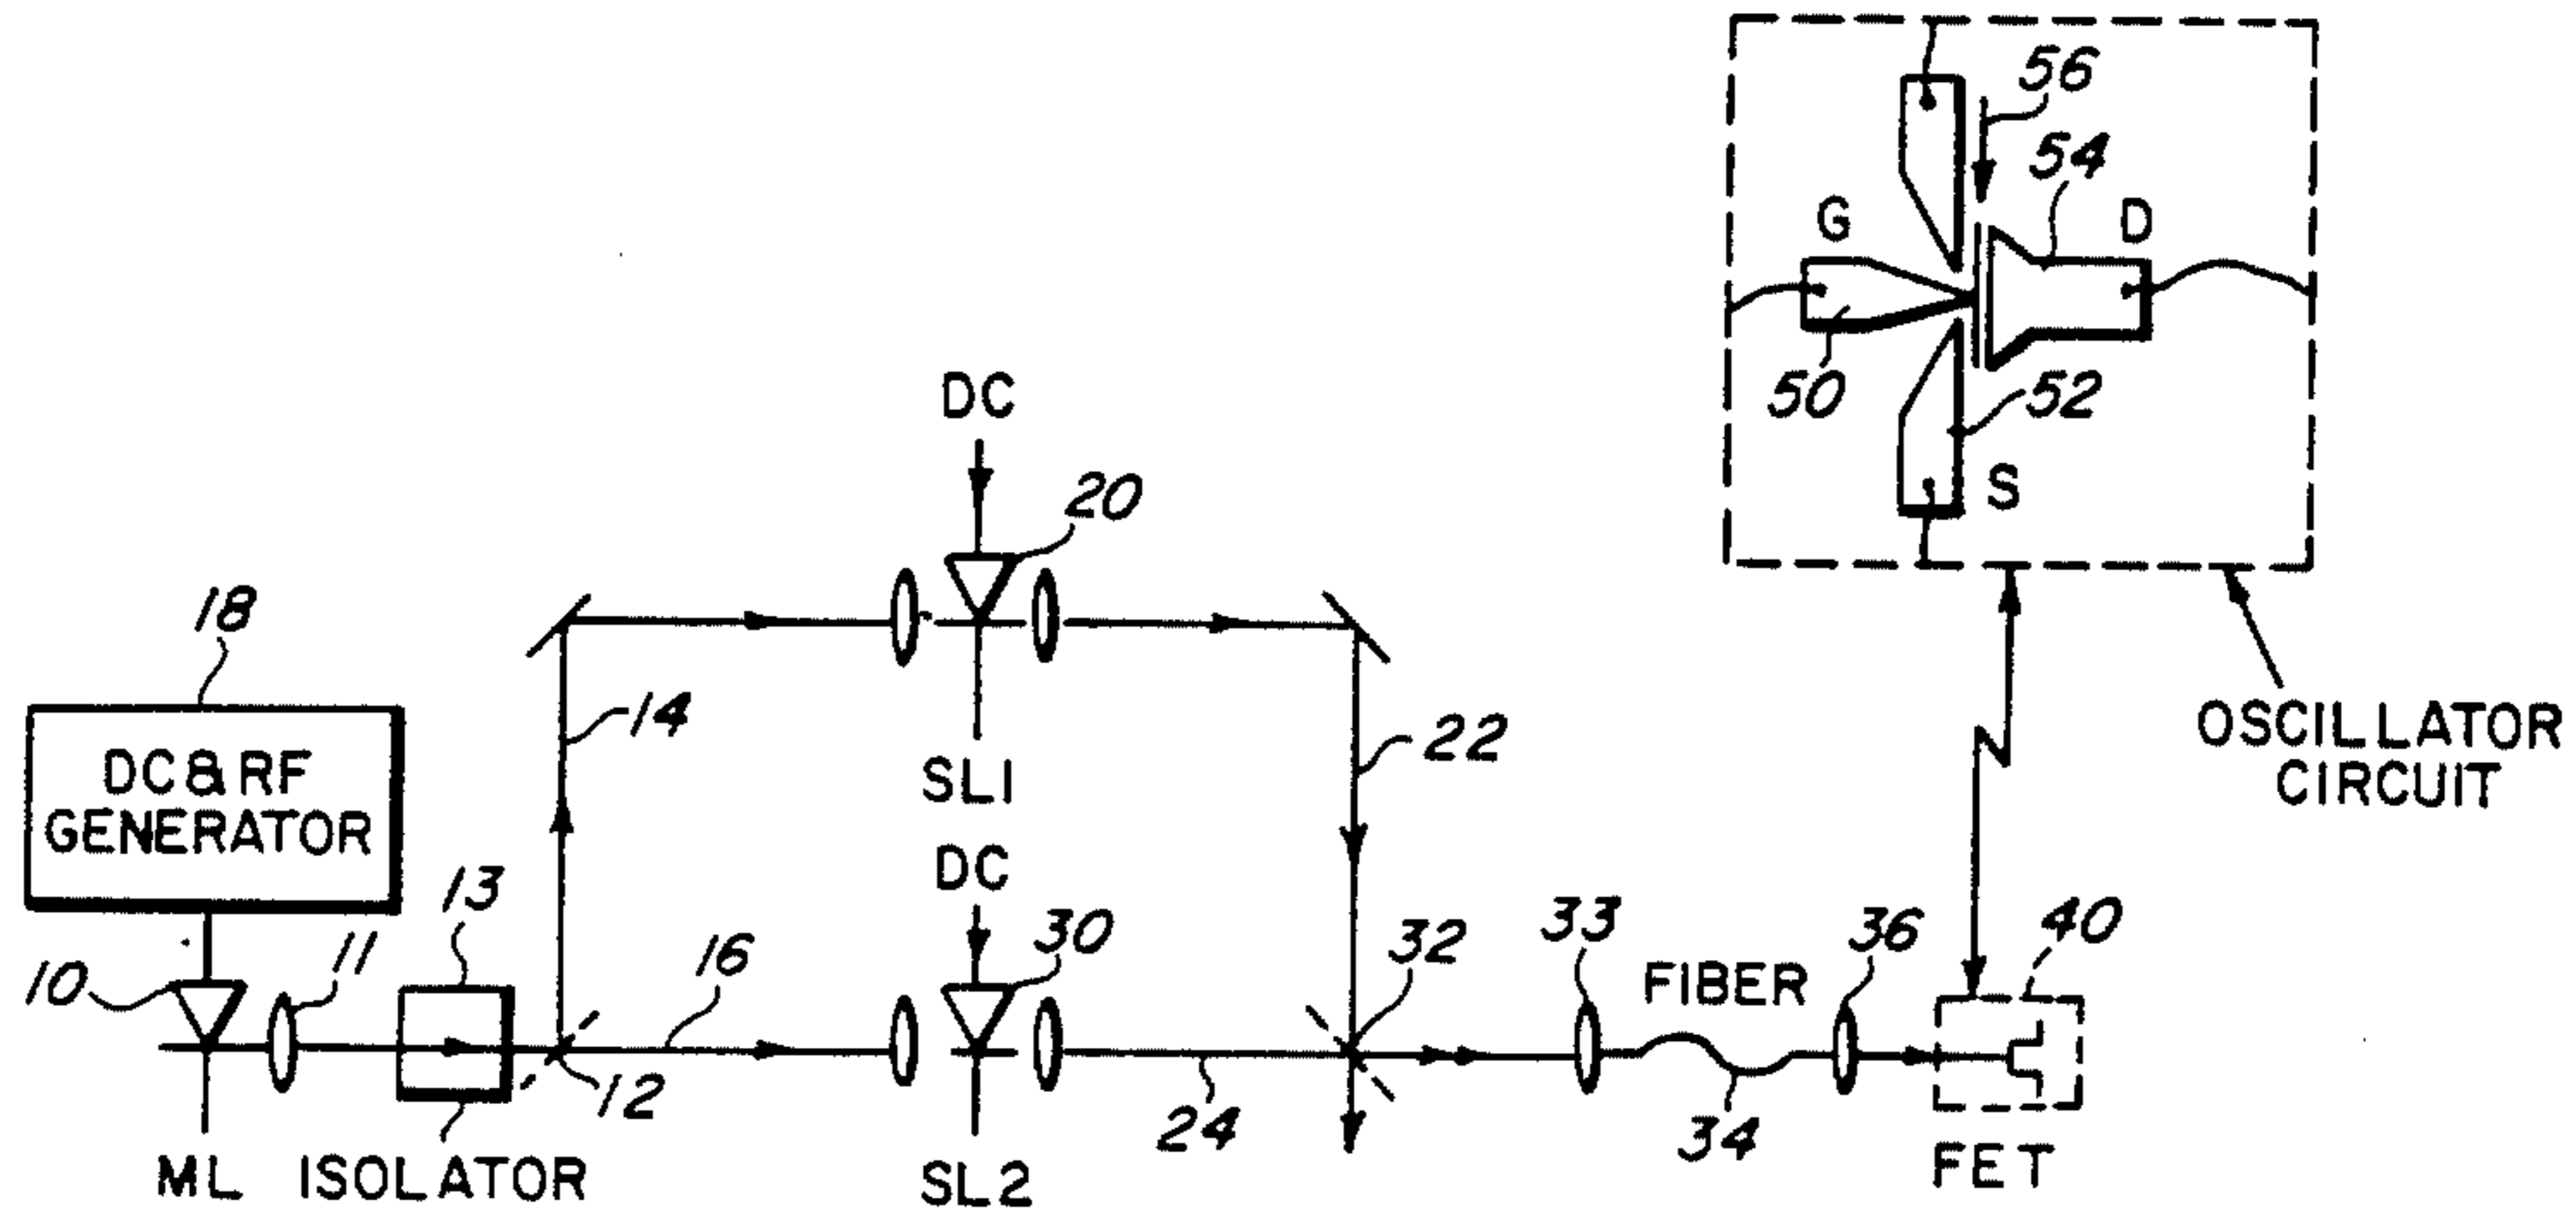 56
54
G
D
50
52
S
DC
20
18
DC & RF
GENERATOR
14
SL1
22
OSCILLATOR
CIRCUIT
DC
13
11
10
16
30
32
33
FIBER
36
40
12
24
34
ML
ISOLATOR
SL2
FET